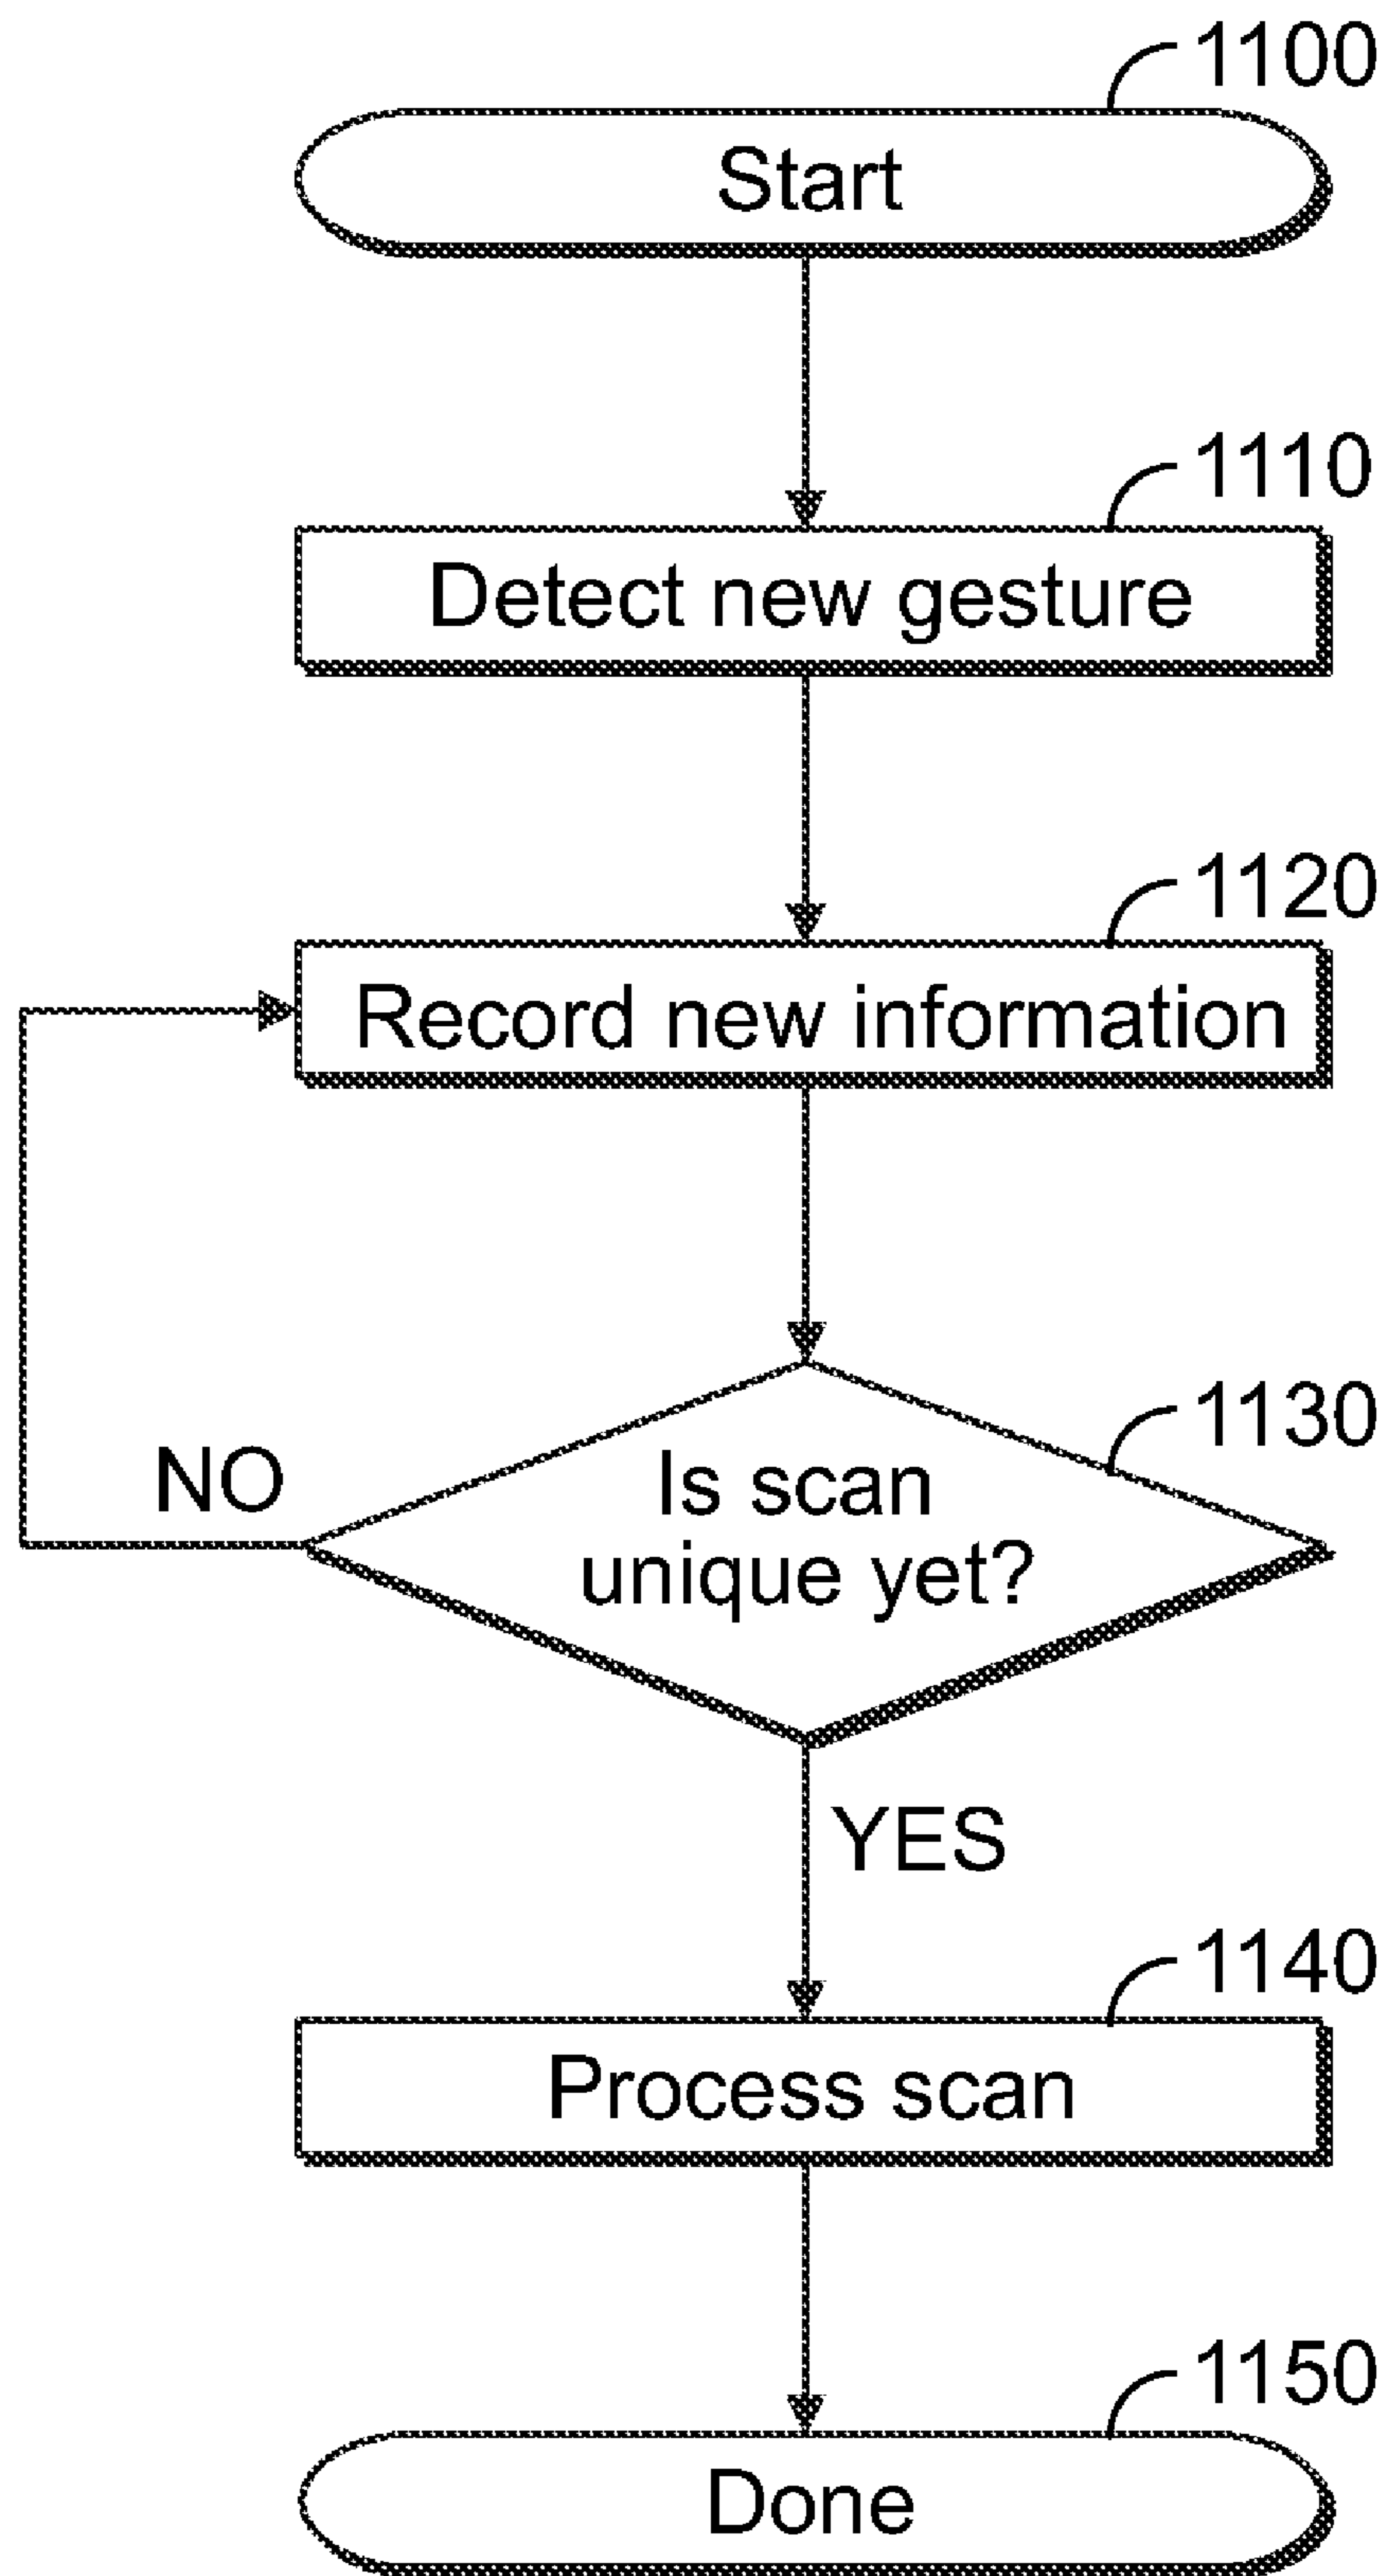 1100
Start
1110
Detect new gesture
1120
Record new information
1130
Is scan
unique yet?
NO
YES
1140
Process scan
1150
Done